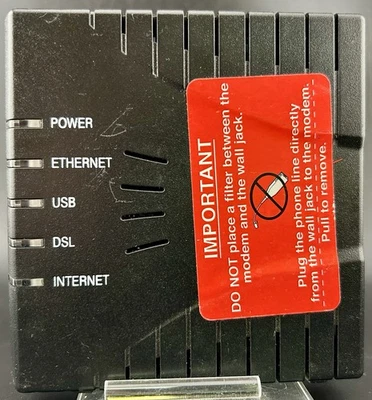 POWER
ETHERNET
USB
DSL
INTERNET
IMPORTANT
DO NOT place a filter between the
modem and the wall jack.
Plug the phone line directly
from the wall jack to the modem.
Pull to remove.